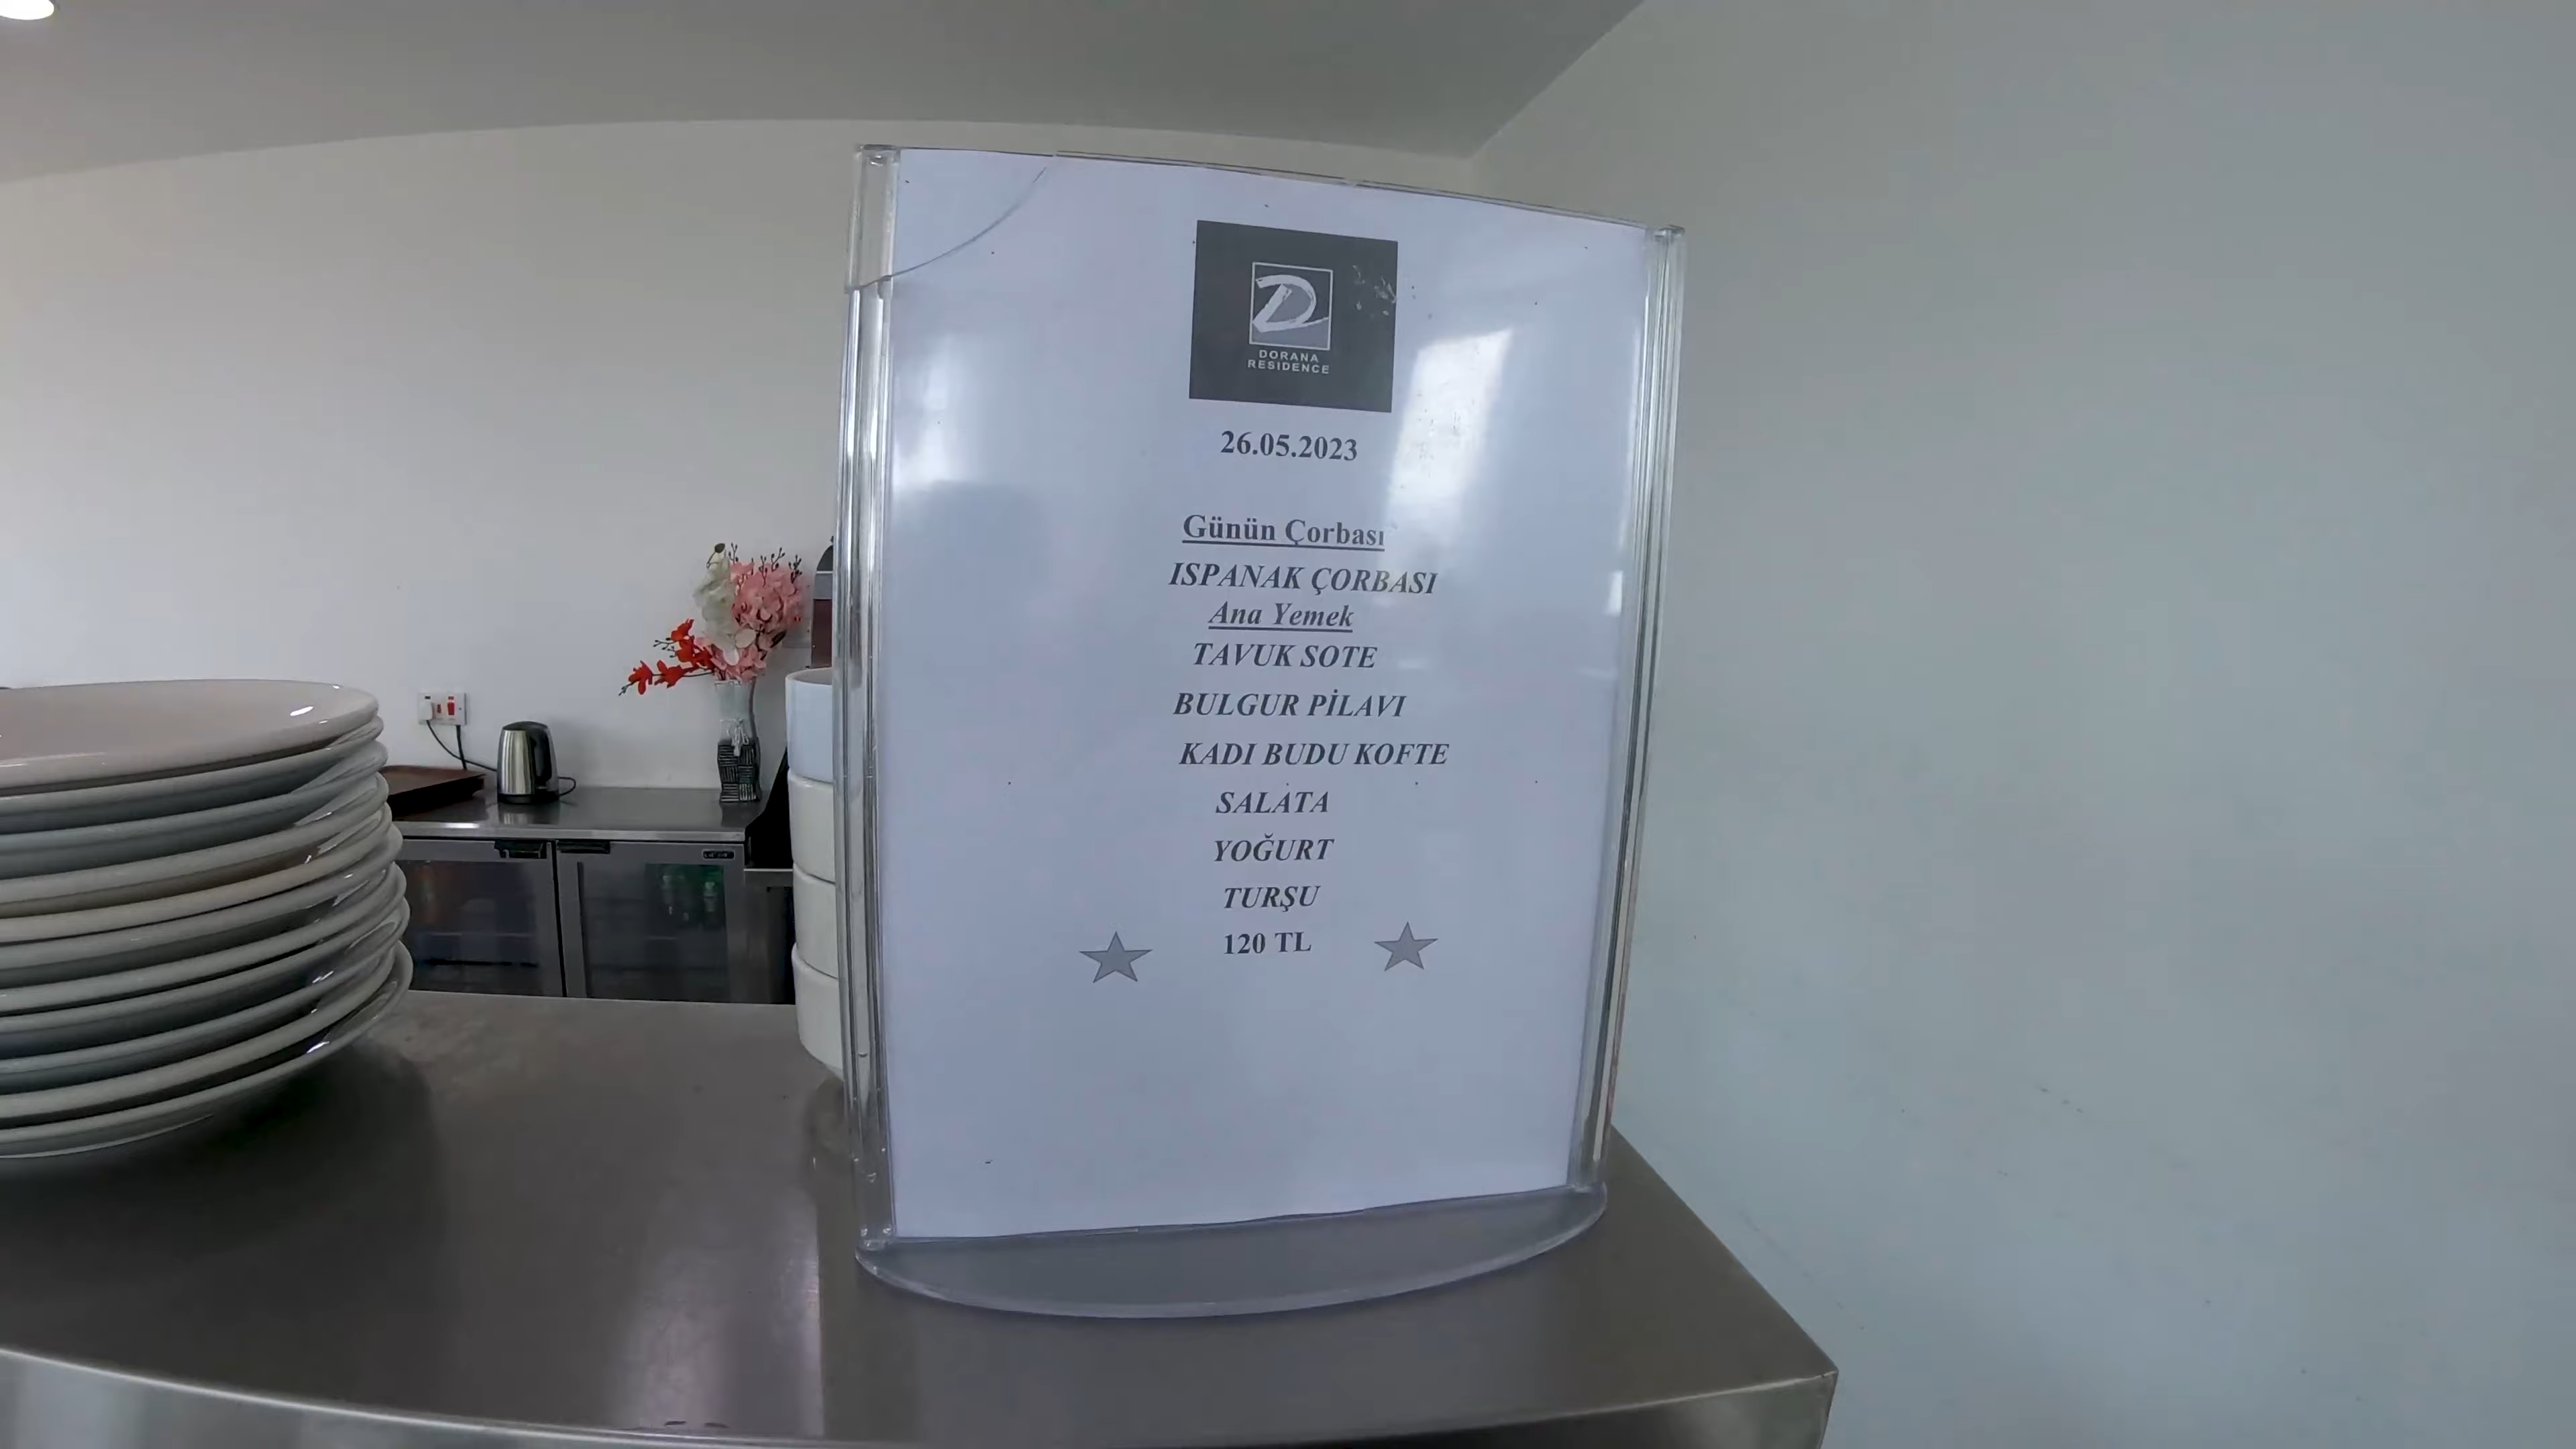 DORANA
RESIDENCE
26.05.2023
Günün Çorbası
ISPANAK ÇORBASI
Ana Yemek
TAVUK SOTE
BULGUR PİLAVI
KADI BUDU KOFTE
SALATA
YOĞURT
TURŞU
120 TL